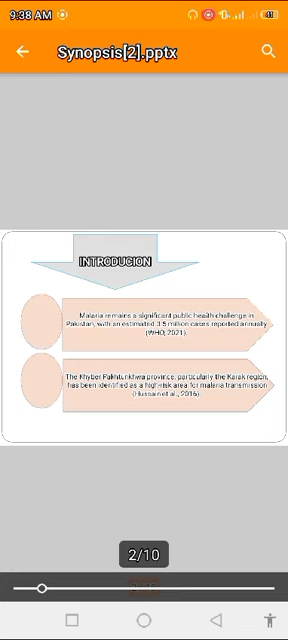 9:38 AM
41
Synopsis[2].pptx
INTRODUCION
Malaria remains a significant public health challenge in
Pakistan, with an estimated 3.5 million cases reported annually
(WHO, 2021).
The Khyber Pakhtunkhwa province, particularly the Karak region,
has been identified as a high-risk area for malaria transmission
(Hussain et al., 2016).
2/10